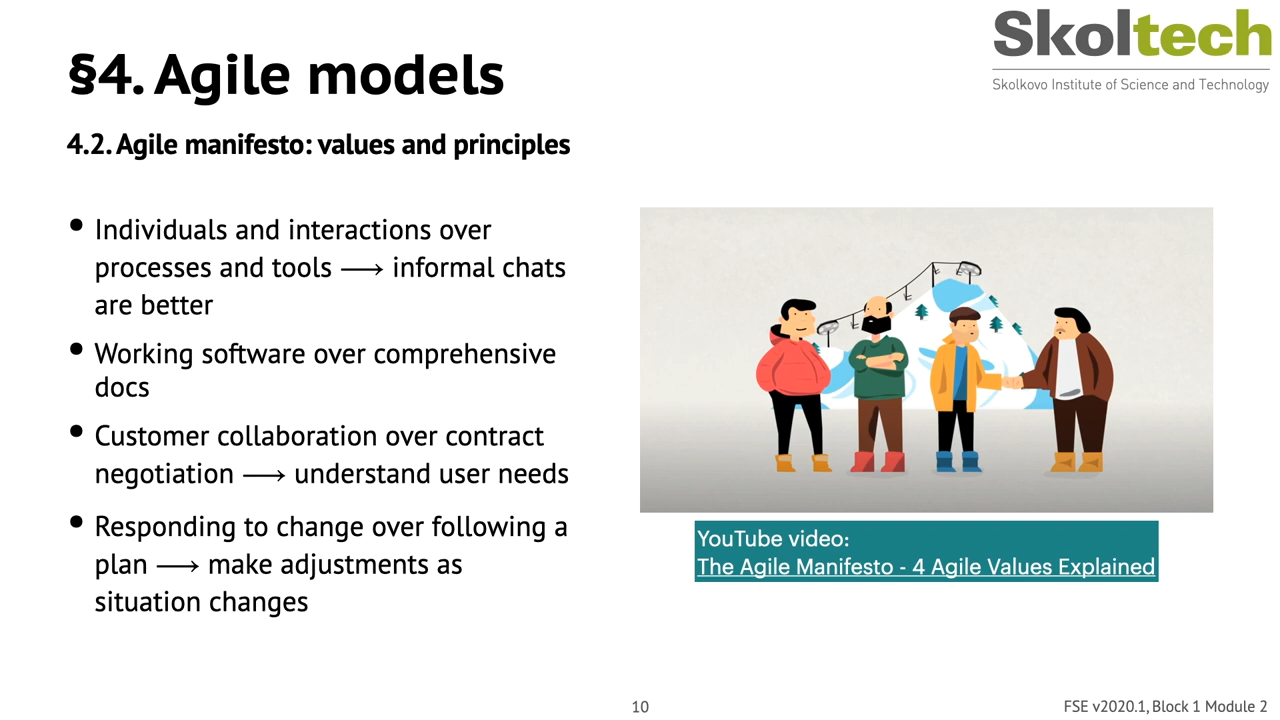 Skoltech
Skolkovo Institute of Science and Technology
§4. Agile models
4.2. Agile manifesto: values and principles
• Individuals and interactions over
processes and tools ⟶ informal chats
are better
• Working software over comprehensive
docs
• Customer collaboration over contract
negotiation ⟶ understand user needs
• Responding to change over following a
plan ⟶ make adjustments as
situation changes
YouTube video:
The Agile Manifesto - 4 Agile Values Explained
10
FSE v2020.1, Block 1 Module 2